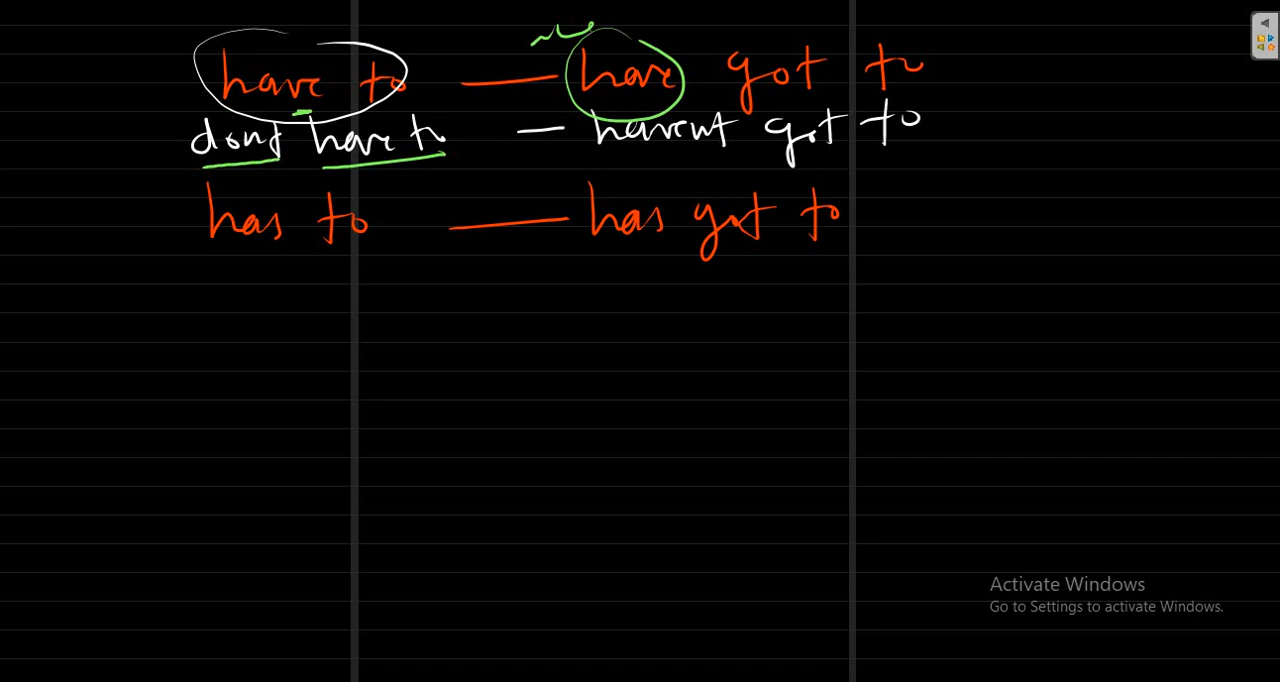 have to — have got to
dont have to — havent got to
has to — has got to
Activate Windows
Go to Settings to activate Windows.